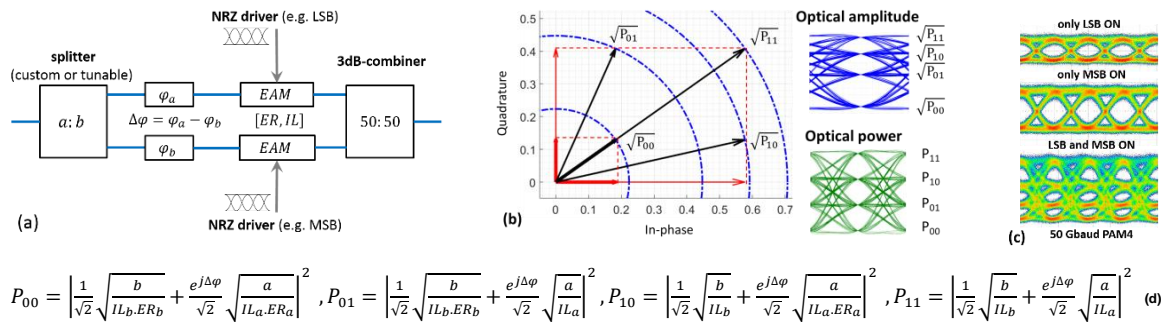 NRZ driver (e.g. LSB)
splitter
(custom or tunable)
3dB-combiner
φa
EAM
a: b
Δφ = φa − φb
[ER, IL]
50: 50
φb
EAM
NRZ driver (e.g. MSB)
(a)
(b)
Quadrature
0.5
0.4
0.3
0.2
0.1
0
√P01
√P11
√P00
√P10
0 0.1 0.2 0.3 0.4 0.5 0.6 0.7
In-phase
Optical amplitude
√P11
√P10
√P01
√P00
Optical power
P11
P10
P01
P00
only LSB ON
only MSB ON
LSB and MSB ON
(c)
50 Gbaud PAM4
P00 = |1/√2 √(b/(ILb.ERb)) + e^(jΔφ)/√2 √(a/(ILa.ERa))|² , P01 = |1/√2 √(b/(ILb.ERb)) + e^(jΔφ)/√2 √(a/ILa)|² , P10 = |1/√2 √(b/ILb) + e^(jΔφ)/√2 √(a/(ILa.ERa))|² , P11 = |1/√2 √(b/ILb) + e^(jΔφ)/√2 √(a/ILa)|² (d)